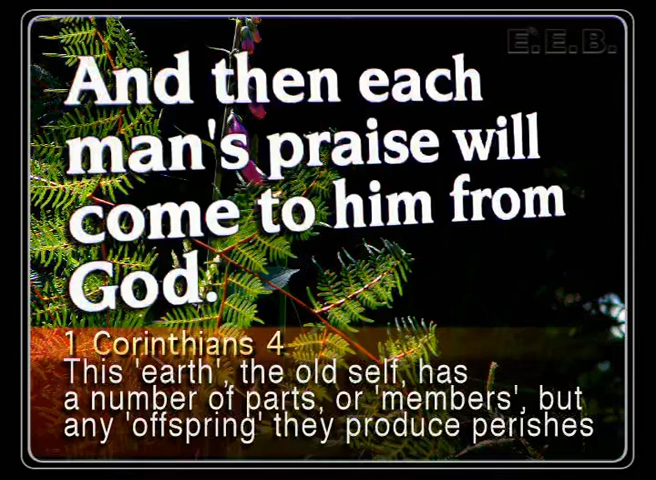 E.E.B.
And then each
man's praise will
come to him from
God.
1 Corinthians 4
This 'earth', the old self, has
a number of parts, or 'members', but
any 'offspring' they produce perishes